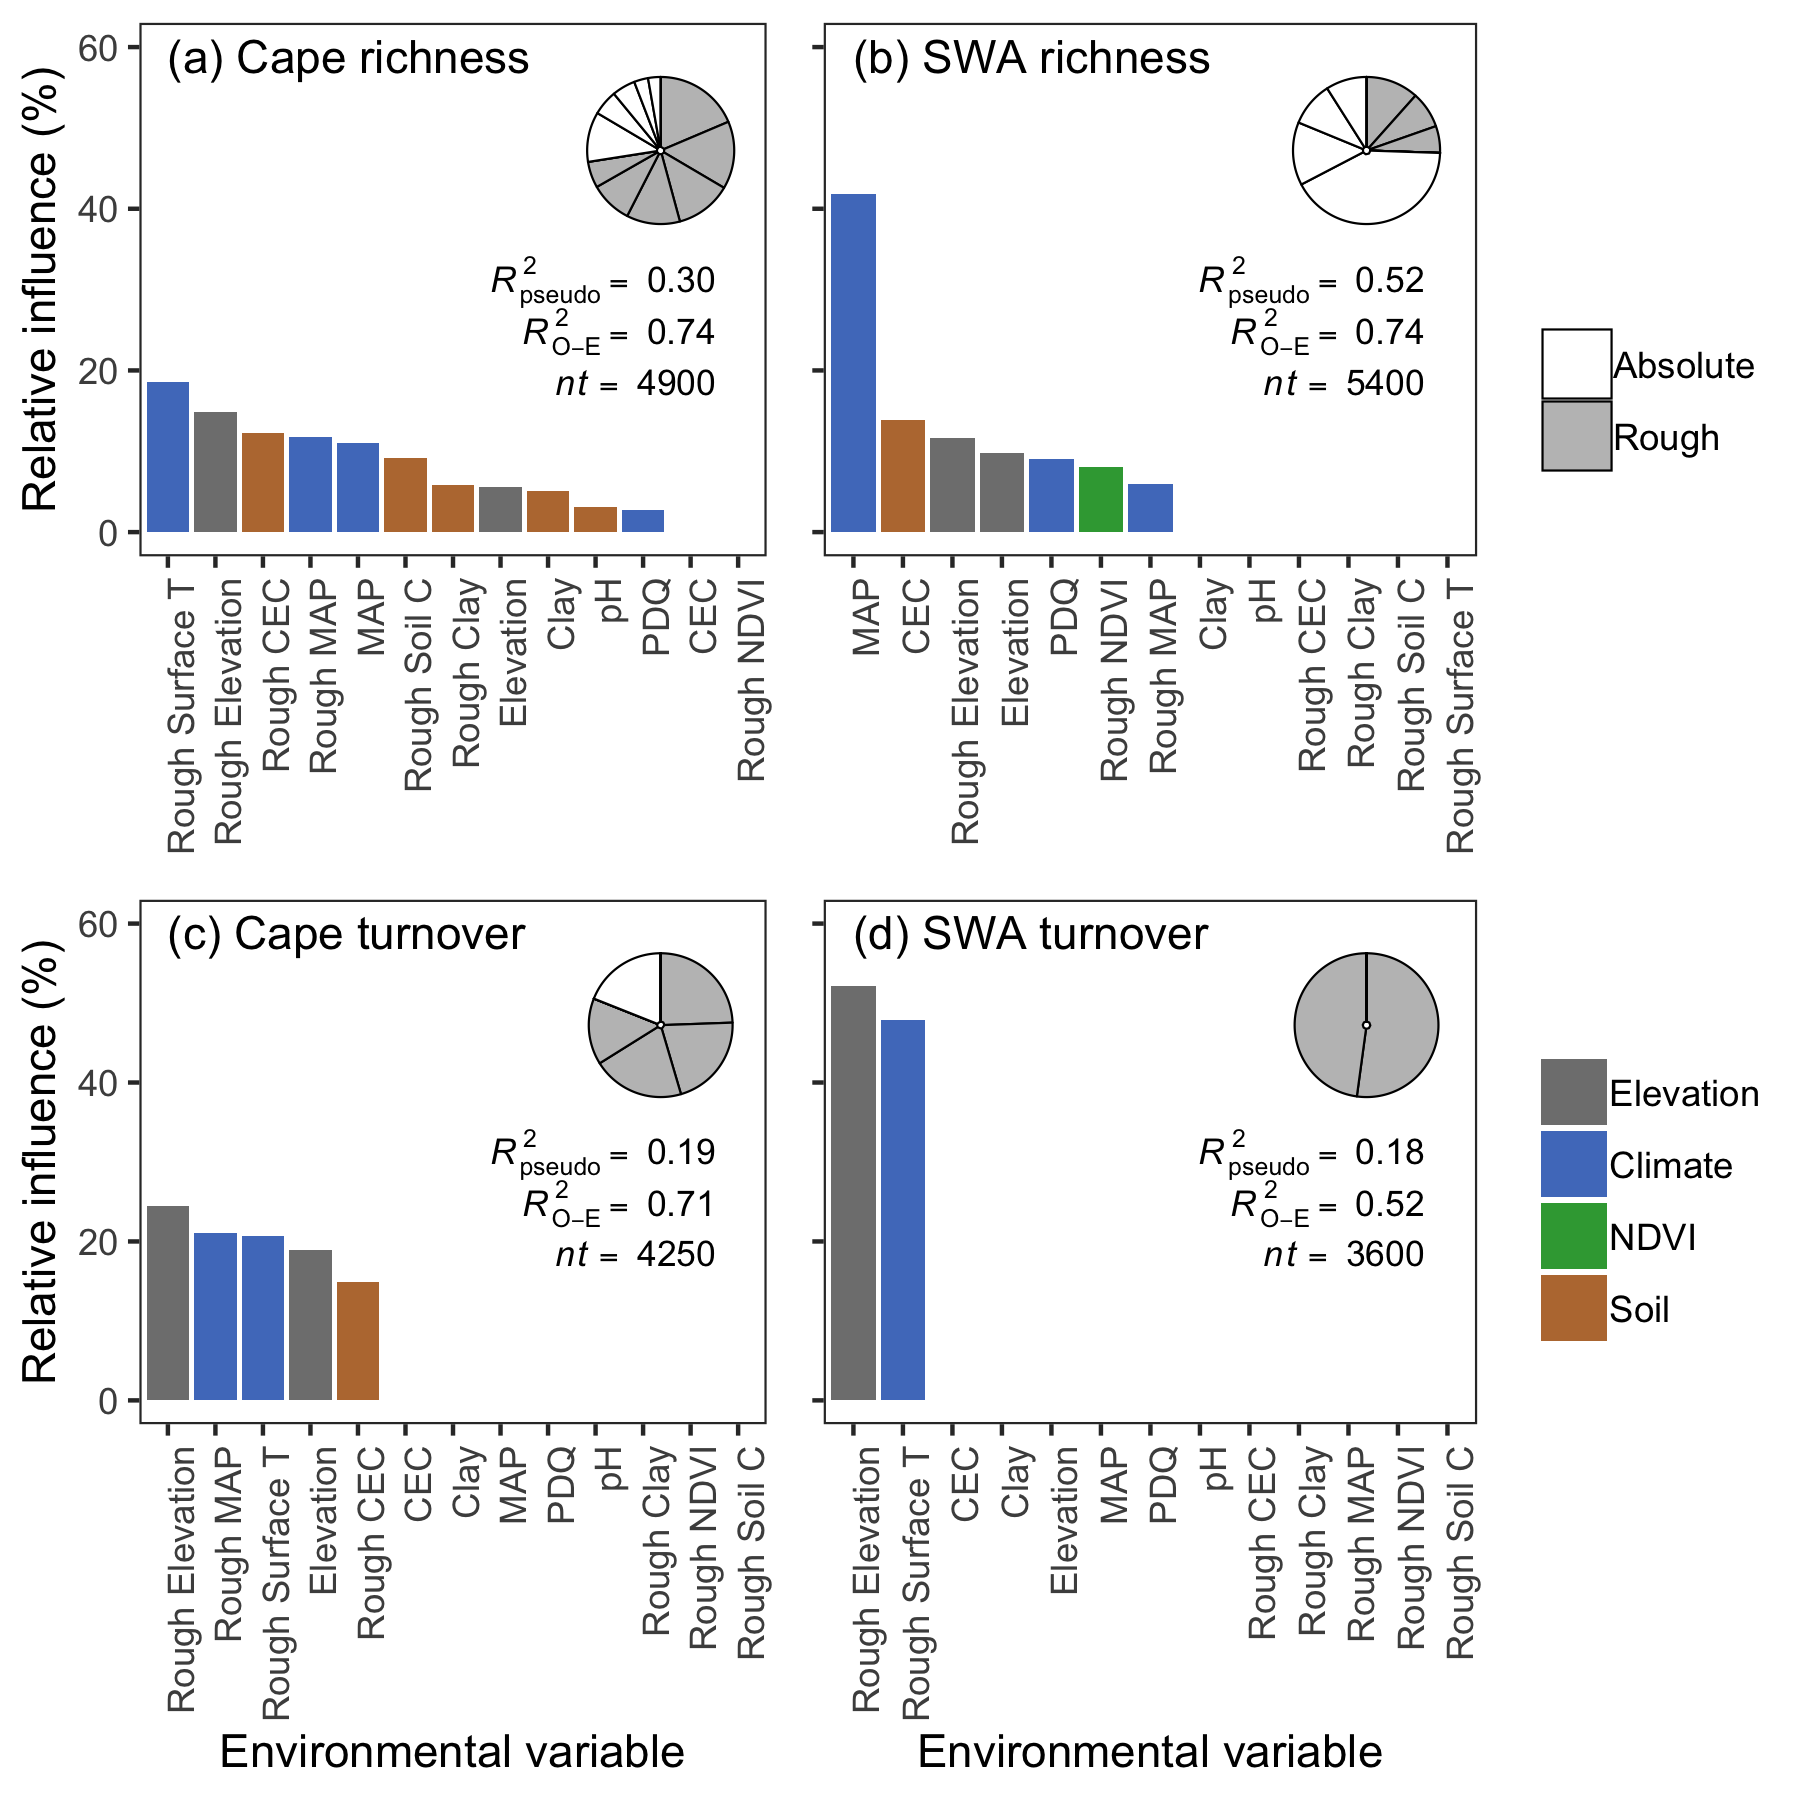 (a) Cape richness
Relative influence (%)
60
40
20
0
R²pseudo = 0.30
R²O−E = 0.74
nt = 4900
Rough Surface T
Rough Elevation
Rough CEC
Rough MAP
MAP
Rough Soil C
Rough Clay
Elevation
Clay
pH
PDQ
CEC
Rough NDVI
(b) SWA richness
R²pseudo = 0.52
R²O−E = 0.74
nt = 5400
MAP
CEC
Rough Elevation
Elevation
PDQ
Rough NDVI
Rough MAP
Clay
pH
Rough CEC
Rough Clay
Rough Soil C
Rough Surface T
Absolute
Rough
(c) Cape turnover
Relative influence (%)
60
40
20
0
R²pseudo = 0.19
R²O−E = 0.71
nt = 4250
Rough Elevation
Rough MAP
Rough Surface T
Elevation
Rough CEC
CEC
Clay
MAP
PDQ
pH
Rough Clay
Rough NDVI
Rough Soil C
Environmental variable
(d) SWA turnover
R²pseudo = 0.18
R²O−E = 0.52
nt = 3600
Rough Elevation
Rough Surface T
CEC
Clay
Elevation
MAP
PDQ
pH
Rough CEC
Rough Clay
Rough MAP
Rough NDVI
Rough Soil C
Environmental variable
Elevation
Climate
NDVI
Soil